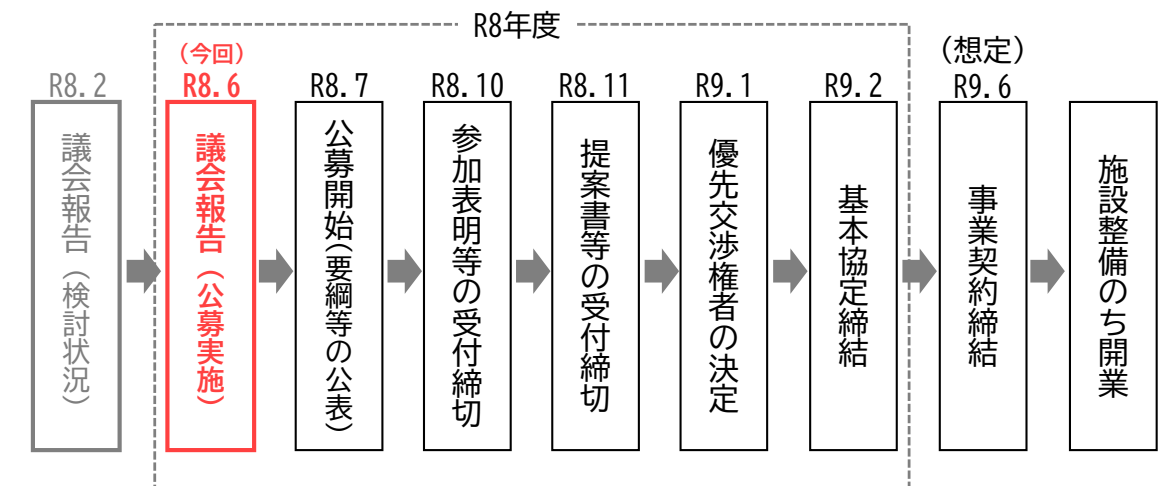 R8年度
R8.2
議会報告（検討状況）
（今回）
R8.6
議会報告（公募実施）
R8.7
公募開始（要綱等の公表）
R8.10
参加表明等の受付締切
R8.11
提案書等の受付締切
R9.1
優先交渉権者の決定
R9.2
基本協定締結
（想定）
R9.6
事業契約締結
施設整備のち開業